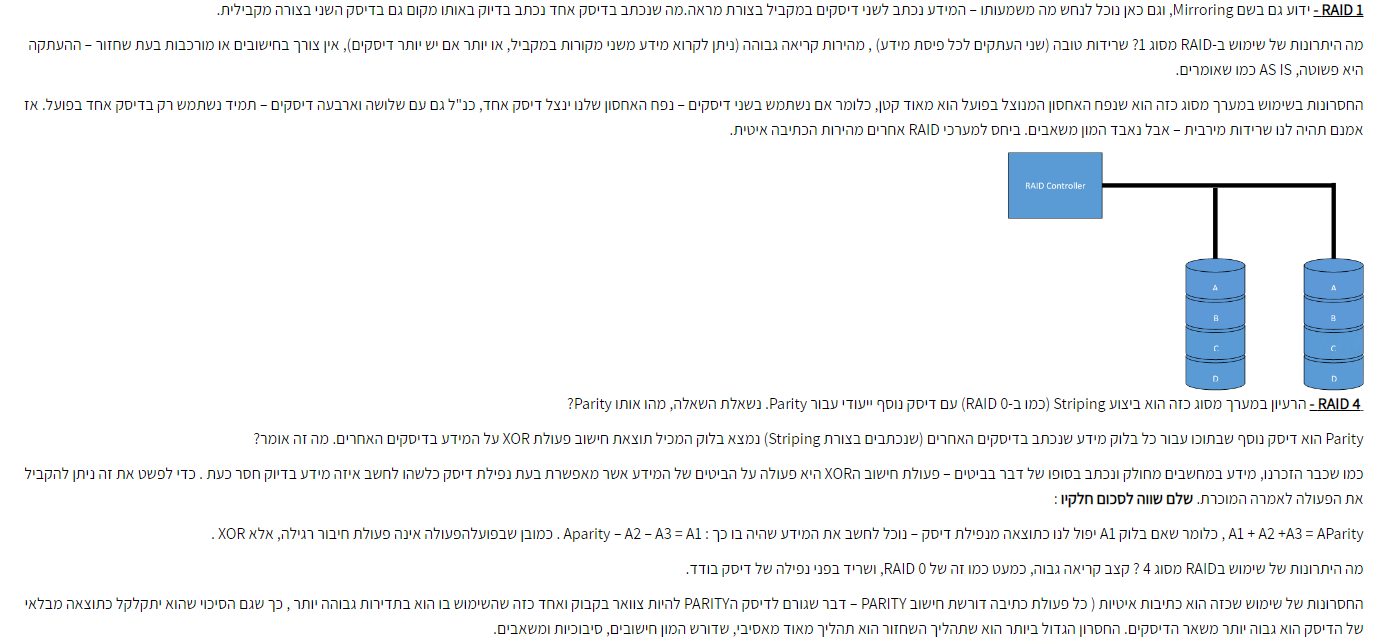 RAID 1 - ידוע גם בשם Mirroring, וגם כאן נוכל לנחש מה משמעותו – המידע נכתב לשני דיסקים במקביל בצורת מראה.מה שנכתב בדיסק אחד נכתב בדיוק באותו מקום גם בדיסק השני בצורה מקבילית.
מה היתרונות של שימוש ב-RAID מסוג 1? שרידות טובה (שני העתקים לכל פיסת מידע) , מהירות קריאה גבוהה (ניתן לקרוא מידע משני מקורות במקביל, או יותר אם יש יותר דיסקים), אין צורך בחישובים או מורכבות בעת שחזור – ההעתקה
היא פשוטה, AS IS כמו שאומרים.
החסרונות בשימוש במערך מסוג כזה הוא שנפח האחסון המנוצל בפועל הוא מאוד קטן, כלומר אם נשתמש בשני דיסקים – נפח האחסון שלנו ינצל דיסק אחד, כנ"ל גם עם שלושה וארבעה דיסקים – תמיד נשתמש רק בדיסק אחד בפועל. אז
אמנם תהיה לנו שרידות מירבית – אבל נאבד המון משאבים. ביחס למערכי RAID אחרים מהירות הכתיבה איטית.
RAID Controller
A A
B B
C C
D D
RAID 4 - הרעיון במערך מסוג כזה הוא ביצוע Striping (כמו ב-RAID 0) עם דיסק נוסף ייעודי עבור Parity. נשאלת השאלה, מהו אותו Parity?
Parity הוא דיסק נוסף שבתוכו עבור כל בלוק מידע שנכתב בדיסקים האחרים (שנכתבים בצורת Striping) נמצא בלוק המכיל תוצאת חישוב פעולת XOR על המידע בדיסקים האחרים. מה זה אומר?
כמו שכבר הזכרנו, מידע במחשבים מחולק ונכתב בסופו של דבר בביטים – פעולת חישוב הXOR היא פעולה על הביטים של המידע אשר מאפשרת בעת נפילת דיסק כלשהו לחשב איזה מידע בדיוק חסר כעת . כדי לפשט את זה ניתן להקביל
את הפעולה לאמרה המוכרת. שלם שווה לסכום חלקיו :
A1 + A2 +A3 = AParity , כלומר שאם בלוק A1 יפול לנו כתוצאה מנפילת דיסק – נוכל לחשב את המידע שהיה בו כך : Aparity – A2 – A3 = A1 . כמובן שבפועלהפעולה אינה פעולת חיבור רגילה, אלא XOR .
מה היתרונות של שימוש בRAID מסוג 4 ? קצב קריאה גבוה, כמעט כמו זה של RAID 0, ושריד בפני נפילה של דיסק בודד.
החסרונות של שימוש שכזה הוא כתיבות איטיות ( כל פעולת כתיבה דורשת חישוב PARITY – דבר שגורם לדיסק הPARITY להיות צוואר בקבוק ואחד כזה שהשימוש בו הוא בתדירות גבוהה יותר , כך שגם הסיכוי שהוא יתקלקל כתוצאה מבלאי
של הדיסק הוא גבוה יותר משאר הדיסקים. החסרון הגדול ביותר הוא שתהליך השחזור הוא תהליך מאוד מאסיבי, שדורש המון חישובים, סיבוכיות ומשאבים.